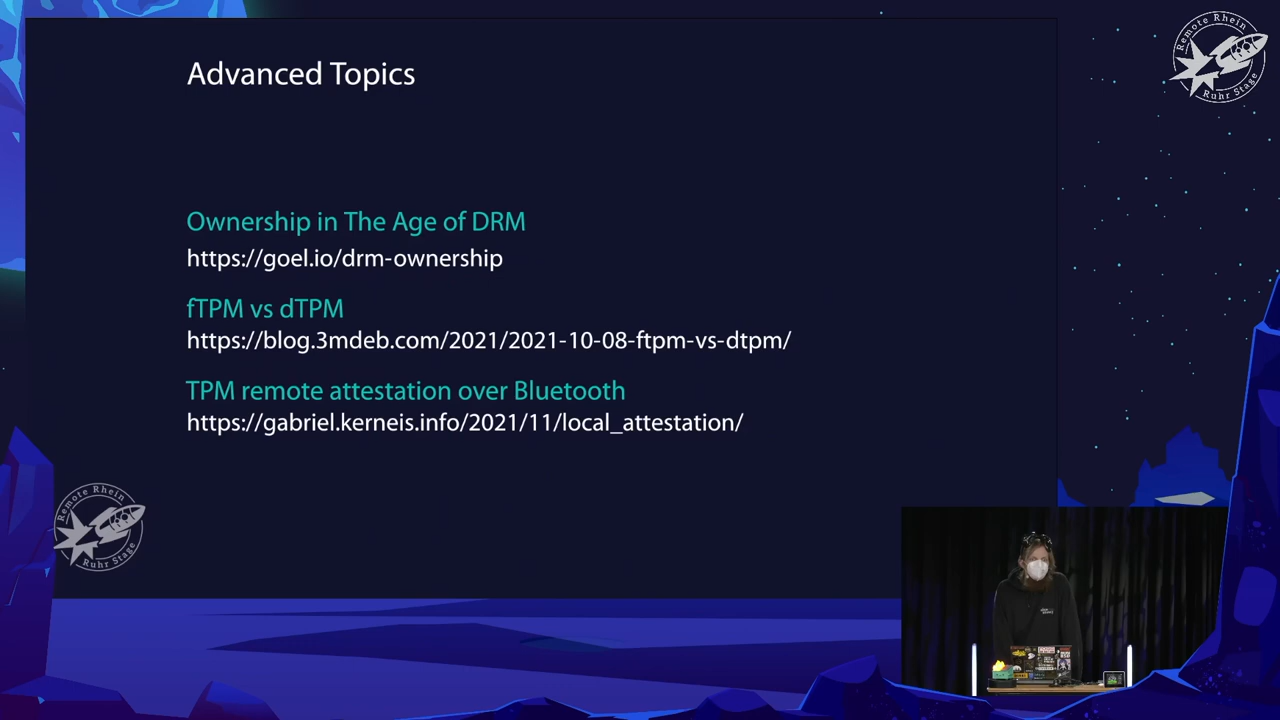 Advanced Topics
Remote Rhein
Ruhr Stage
Ownership in The Age of DRM
https://goel.io/drm-ownership
fTPM vs dTPM
https://blog.3mdeb.com/2021/2021-10-08-ftpm-vs-dtpm/
TPM remote attestation over Bluetooth
https://gabriel.kerneis.info/2021/11/local_attestation/
Remote Rhein
Ruhr Stage